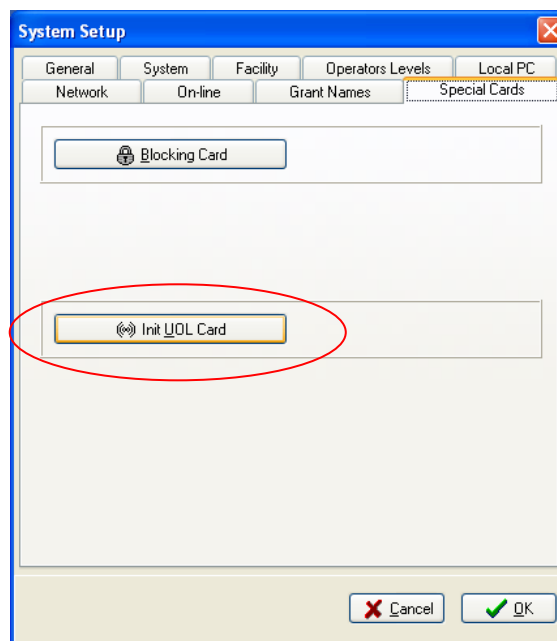 System Setup
General System Facility Operators Levels Local PC
Network On-line Grant Names Special Cards
Blocking Card
Init UOL Card
Cancel OK